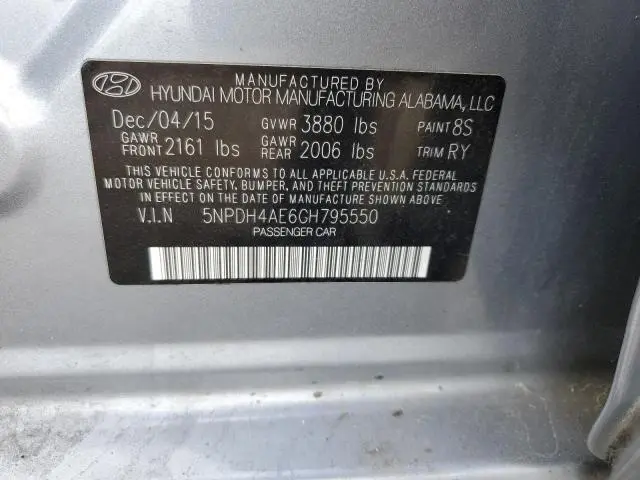 MANUFACTURED BY
HYUNDAI MOTOR MANUFACTURING ALABAMA, LLC
Dec/04/15 GVWR 3880 lbs PAINT 8S
GAWR FRONT 2161 lbs GAWR REAR 2006 lbs TRIM RY
THIS VEHICLE CONFORMS TO ALL APPLICABLE U.S.A. FEDERAL
MOTOR VEHICLE SAFETY, BUMPER, AND THEFT PREVENTION STANDARDS
IN EFFECT ON THE DATE OF MANUFACTURE SHOWN ABOVE.
V.I.N 5NPDH4AE6GH795550
PASSENGER CAR